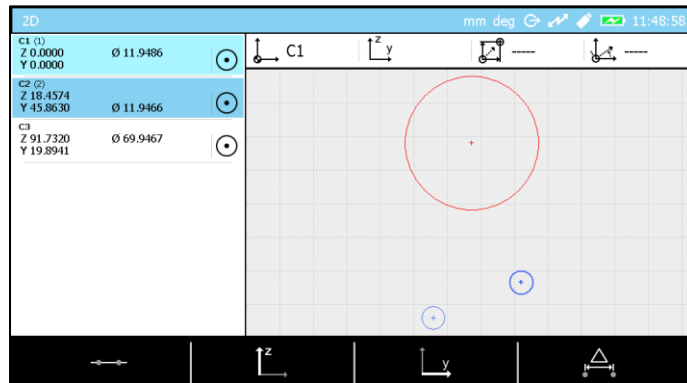 2D mm deg 11:48:58
C1 (1)
Z 0.0000 Ø 11.9486
Y 0.0000
C2 (2)
Z 18.4574
Y 45.8630 Ø 11.9466
C3
Z 91.7320 Ø 69.9467
Y 19.8941
C1 z y ----- -----
z y